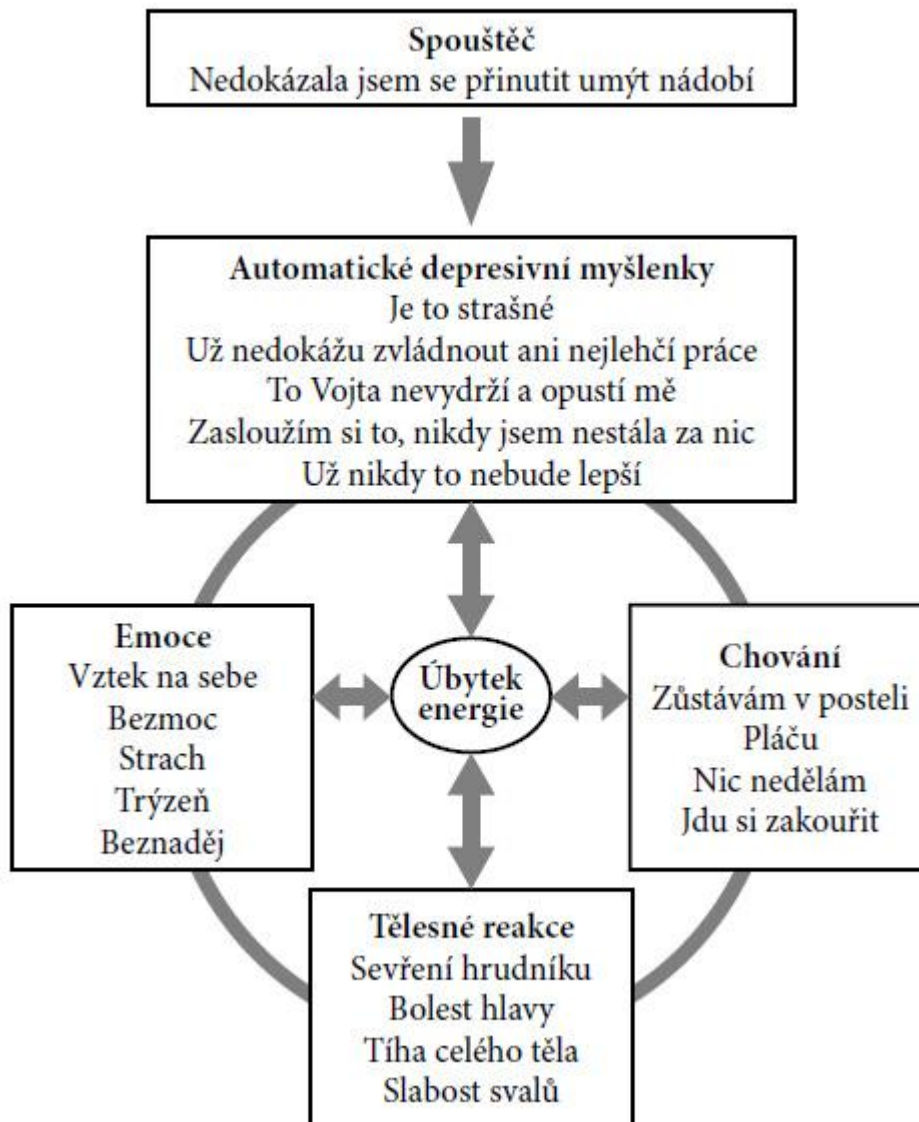 Spouštěč
Nedokázala jsem se přinutit umýt nádobí
Automatické depresivní myšlenky
Je to strašné
Už nedokážu zvládnout ani nejlehčí práce
To Vojta nevydrží a opustí mě
Zasloužím si to, nikdy jsem nestála za nic
Už nikdy to nebude lepší
Emoce
Vztek na sebe
Bezmoc
Strach
Trýzeň
Beznaděj
Úbytek
energie
Chování
Zůstávám v posteli
Pláču
Nic nedělám
Jdu si zakouřit
Tělesné reakce
Sevření hrudníku
Bolest hlavy
Tíha celého těla
Slabost svalů